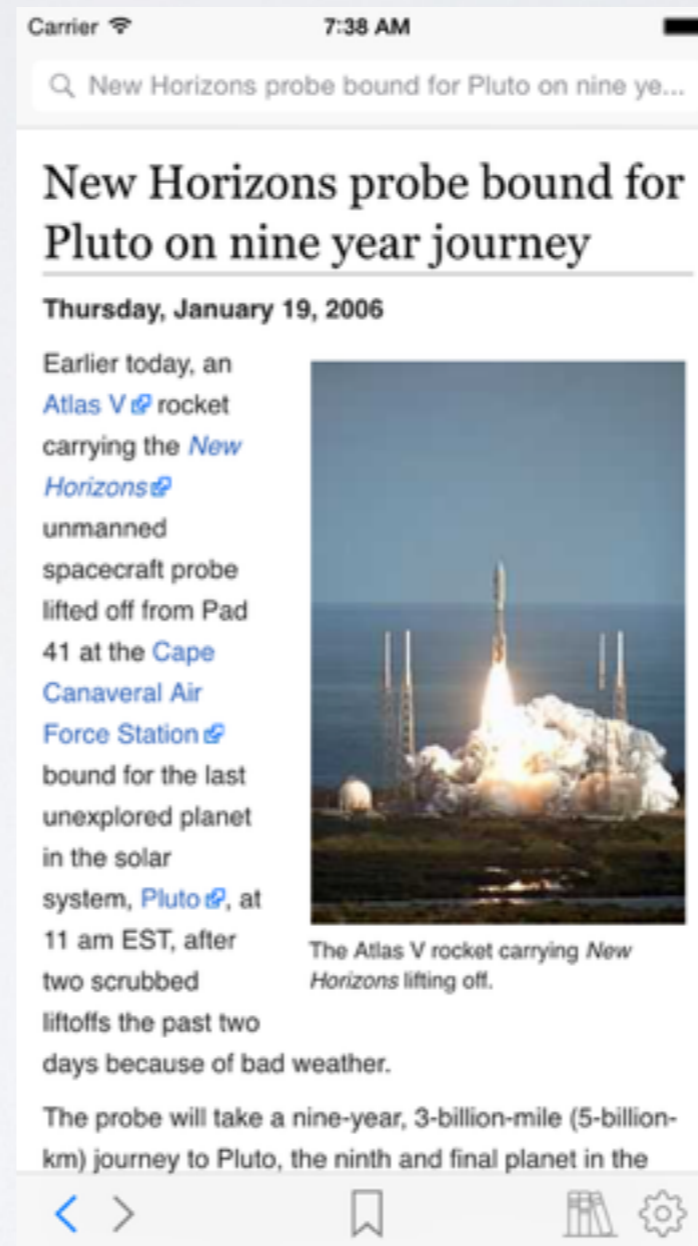 Carrier
7:38 AM
New Horizons probe bound for Pluto on nine ye...
New Horizons probe bound for
Pluto on nine year journey
Thursday, January 19, 2006
Earlier today, an
Atlas V rocket
carrying the New
Horizons
unmanned
spacecraft probe
lifted off from Pad
41 at the Cape
Canaveral Air
Force Station
bound for the last
unexplored planet
in the solar
system, Pluto, at
11 am EST, after
two scrubbed
liftoffs the past two
days because of bad weather.
The Atlas V rocket carrying New
Horizons lifting off.
The probe will take a nine-year, 3-billion-mile (5-billion-
km) journey to Pluto, the ninth and final planet in the